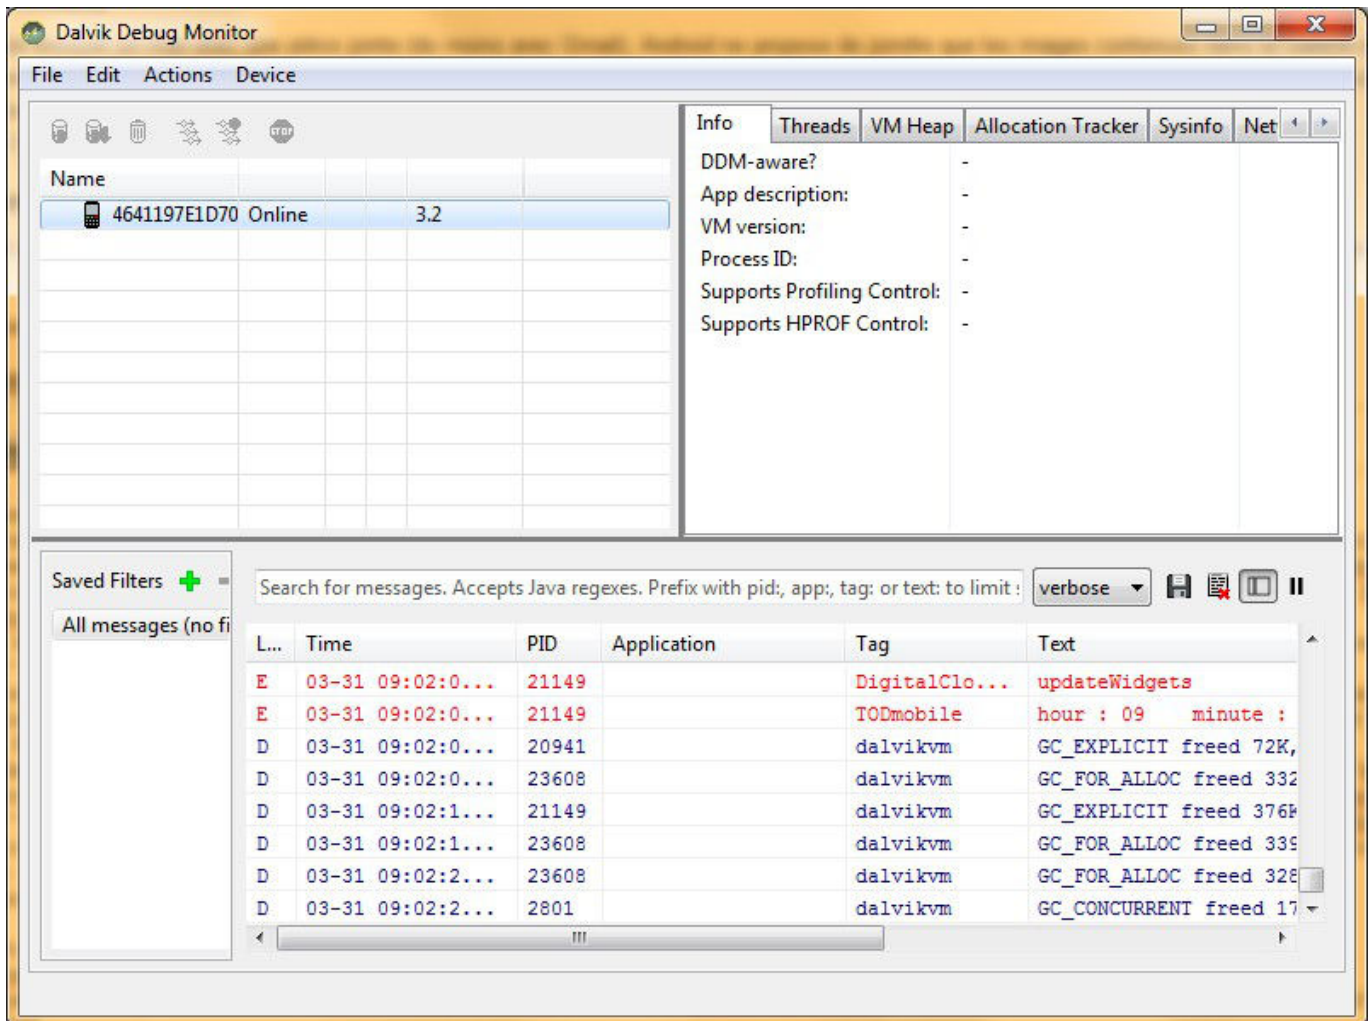 Dalvik Debug Monitor
File Edit Actions Device
Name
4641197E1D70 Online 3.2
Info Threads VM Heap Allocation Tracker Sysinfo Net
DDM-aware? -
App description: -
VM version: -
Process ID: -
Supports Profiling Control: -
Supports HPROF Control: -
Saved Filters
All messages (no fi
Search for messages. Accepts Java regexes. Prefix with pid:, app:, tag: or text: to limit verbose
L... Time PID Application Tag Text
E 03-31 09:02:0... 21149 DigitalClo... updateWidgets
E 03-31 09:02:0... 21149 TODmobile hour : 09 minute :
D 03-31 09:02:0... 20941 dalvikvm GC_EXPLICIT freed 72K,
D 03-31 09:02:0... 23608 dalvikvm GC_FOR_ALLOC freed 332
D 03-31 09:02:1... 21149 dalvikvm GC_EXPLICIT freed 376K
D 03-31 09:02:1... 23608 dalvikvm GC_FOR_ALLOC freed 339
D 03-31 09:02:2... 23608 dalvikvm GC_FOR_ALLOC freed 328
D 03-31 09:02:2... 2801 dalvikvm GC_CONCURRENT freed 17